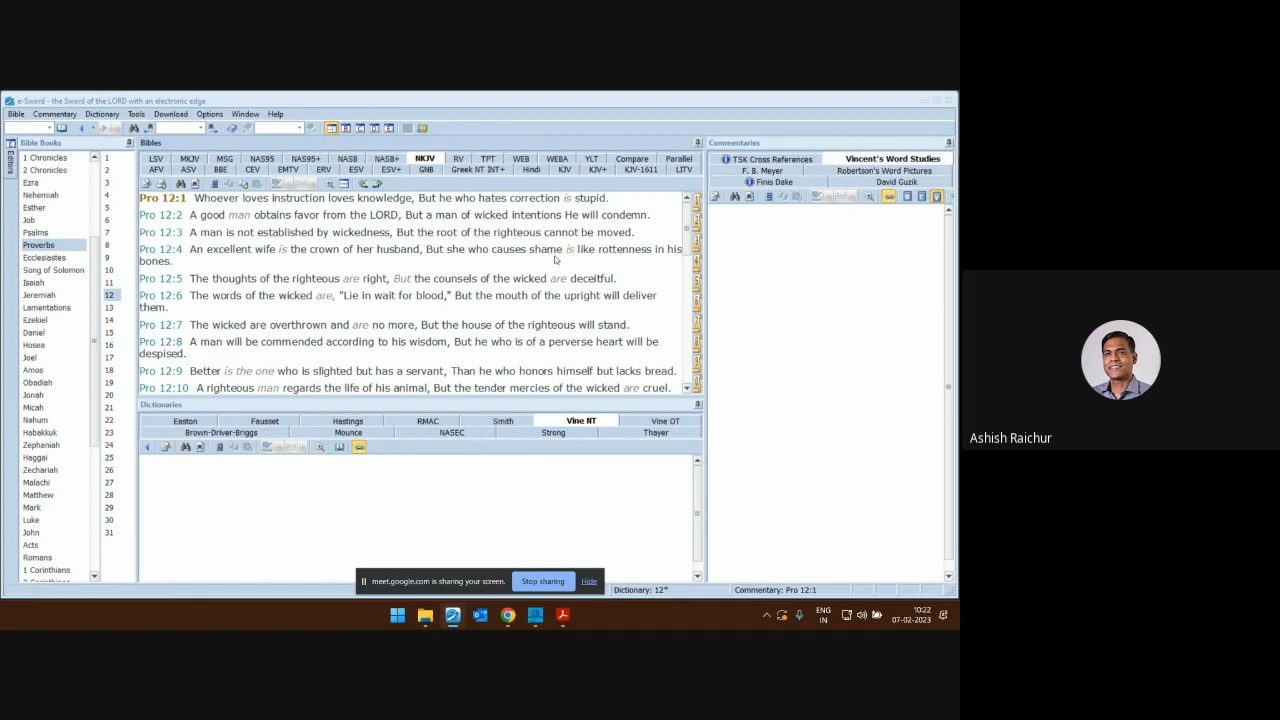 e-Sword - the Sword of the LORD with an electronic edge
Bible Commentary Dictionary Tools Download Options Window Help
Bible Books
Bibles
Commentaries
Editors
1 Chronicles
2 Chronicles
Ezra
Nehemiah
Esther
Job
Psalms
Proverbs
Ecclesiastes
Song of Solomon
Isaiah
Jeremiah
Lamentations
Ezekiel
Daniel
Hosea
Joel
Amos
Obadiah
Jonah
Micah
Nahum
Habakkuk
Zephaniah
Haggai
Zechariah
Malachi
Matthew
Mark
Luke
John
Acts
Romans
1 Corinthians
1
2
3
4
5
6
7
8
9
10
11
12
13
14
15
16
17
18
19
20
21
22
23
24
25
26
27
28
29
30
31
LSV MKJV MSG NAS95 NAS95+ NASB NASB+ NKJV RV TPT WEB WEBA YLT Compare Parallel
AFV ASV BBE CEV EMTV ERV ESV ESV+ GNB Greek NT INT+ Hindi KJV KJV+ KJV-1611 LITV
Pro 12:1 Whoever loves instruction loves knowledge, But he who hates correction is stupid.
Pro 12:2 A good man obtains favor from the LORD, But a man of wicked intentions He will condemn.
Pro 12:3 A man is not established by wickedness, But the root of the righteous cannot be moved.
Pro 12:4 An excellent wife is the crown of her husband, But she who causes shame is like rottenness in his
bones.
Pro 12:5 The thoughts of the righteous are right, But the counsels of the wicked are deceitful.
Pro 12:6 The words of the wicked are, "Lie in wait for blood," But the mouth of the upright will deliver
them.
Pro 12:7 The wicked are overthrown and are no more, But the house of the righteous will stand.
Pro 12:8 A man will be commended according to his wisdom, But he who is of a perverse heart will be
despised.
Pro 12:9 Better is the one who is slighted but has a servant, Than he who honors himself but lacks bread.
Pro 12:10 A righteous man regards the life of his animal, But the tender mercies of the wicked are cruel.
Dictionaries
Easton Fausset Hastings RMAC Smith Vine NT Vine OT
Brown-Driver-Briggs Mounce NASEC Strong Thayer
TSK Cross References Vincent's Word Studies
F. B. Meyer Robertson's Word Pictures
Finis Dake David Guzik
meet.google.com is sharing your screen. Stop sharing Hide
Dictionary: 12* Commentary: Pro 12:1
ENG
IN
10:22
07-02-2023
Ashish Raichur